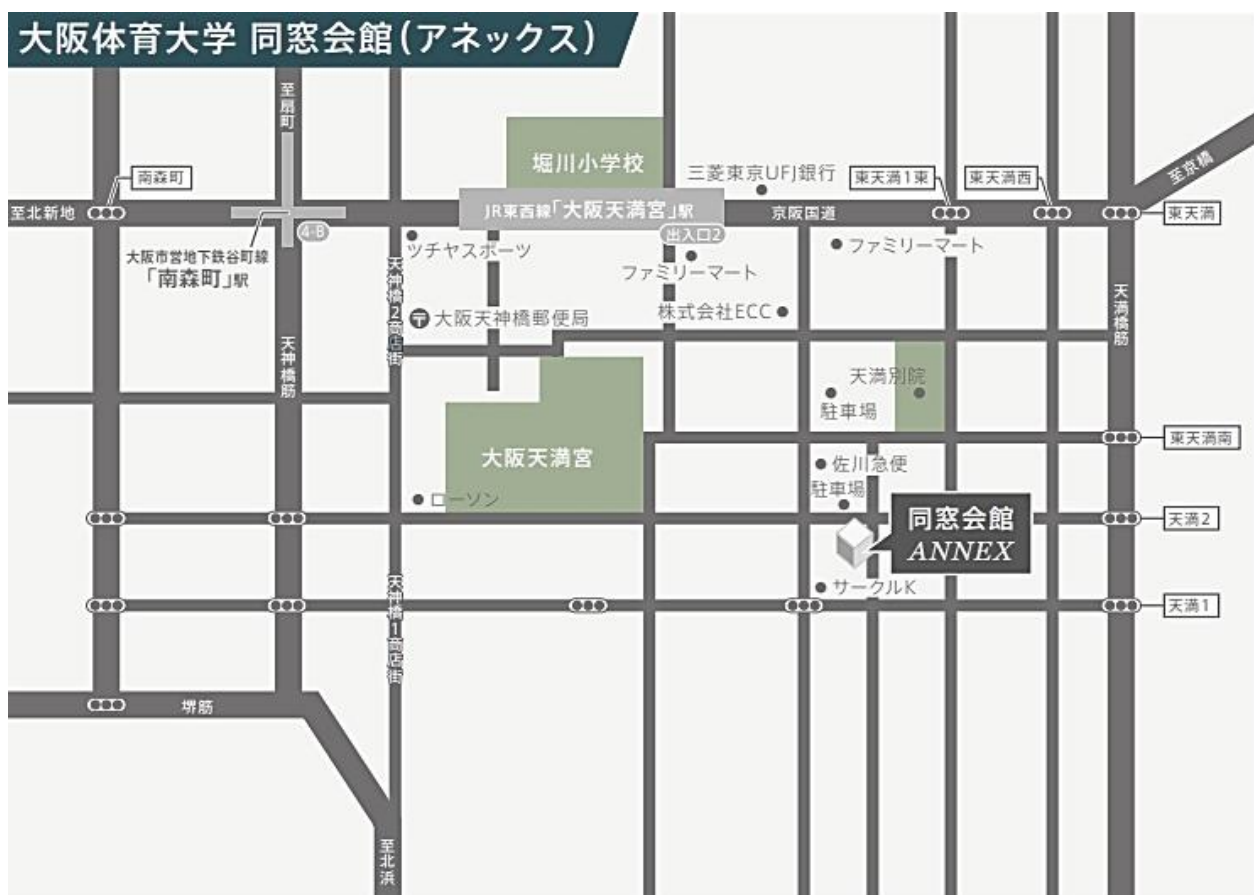 大阪体育大学 同窓会館(アネックス)
至扇町
堀川小学校
南森町
三菱東京UFJ銀行
東天満1東
東天満西
至京橋
至北新地
JR東西線「大阪天満宮」駅
京阪国道
東天満
4-B
出入口2
大阪市営地下鉄谷町線
「南森町」駅
ツチヤスポーツ
ファミリーマート
ファミリーマート
天神橋2商店街
〒大阪天神橋郵便局
株式会社ECC
天満橋筋
天神橋筋
天満別院
駐車場
大阪天満宮
東天満南
佐川急便
駐車場
ローソン
同窓会館
ANNEX
天満2
サークルK
天神橋1商店街
天満1
堺筋
至北浜